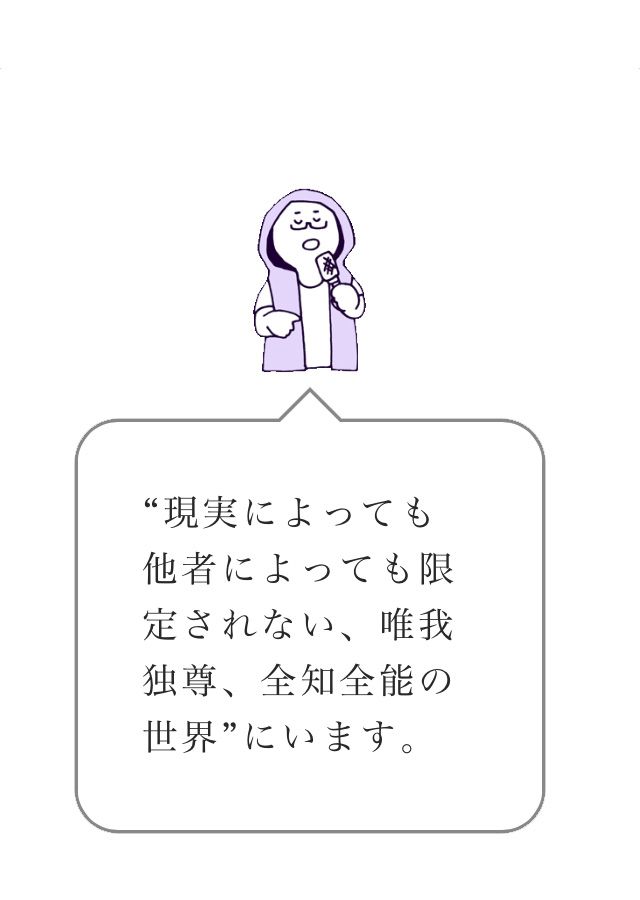 “現実によっても
他者によっても限
定されない、唯我
独尊、全知全能の
世界”にいます。